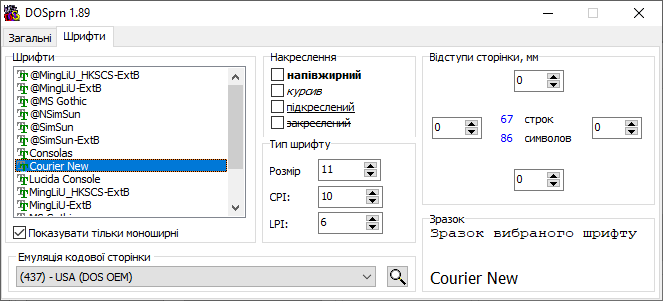 DOSprn 1.89
Загальні
Шрифти
Шрифти
@MingLiU_HKSCS-ExtB
@MingLiU-ExtB
@MS Gothic
@NSimSun
@SimSun
@SimSun-ExtB
Consolas
Courier New
Lucida Console
MingLiU_HKSCS-ExtB
MingLiU-ExtB
MS Gothic
Показувати тільки моноширні
Накреслення
напівжирний
курсив
підкреслений
закреслений
Тип шрифту
Розмір 11
CPI: 10
LPI: 6
Відступи сторінки, мм
0
0 67 строк 0
86 символов
0
Емуляція кодової сторінки
(437) - USA (DOS OEM)
Зразок
Зразок вибраного шрифту
Courier New